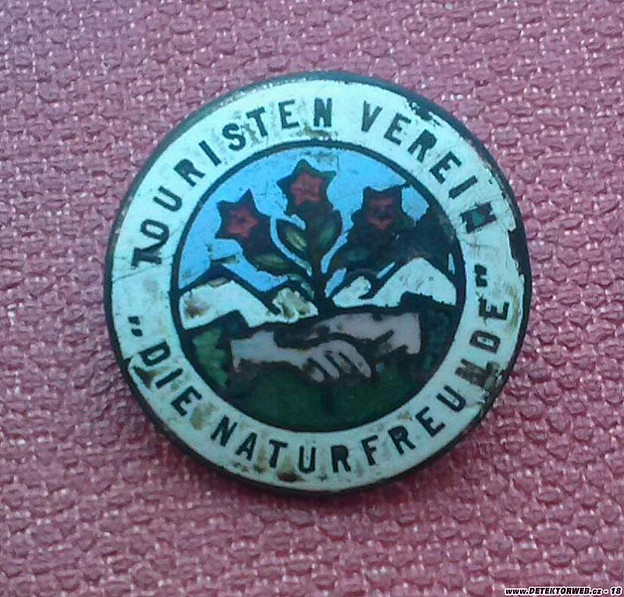 TOURISTEN VEREIN
„DIE NATURFREUNDE"
www.DETEKTORWEB.cz - 18